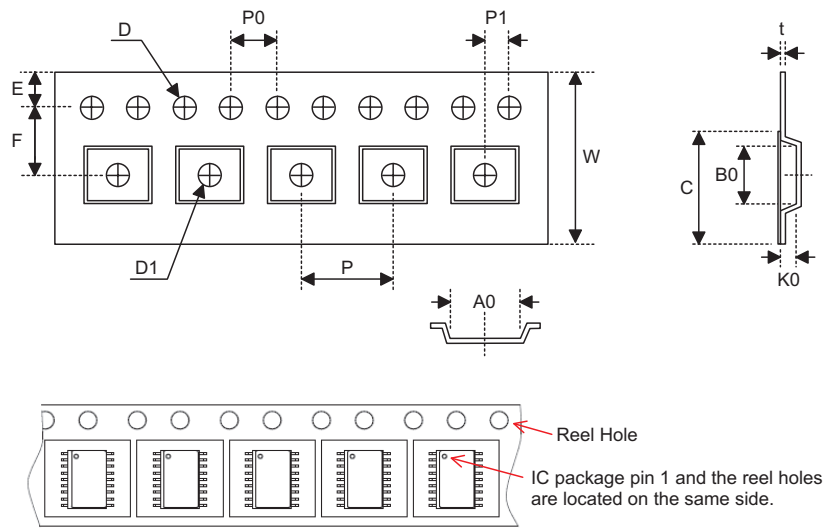 D
P0
P1
t
E
F
W
C
B0
D1
P
K0
A0
Reel Hole
IC package pin 1 and the reel holes
are located on the same side.